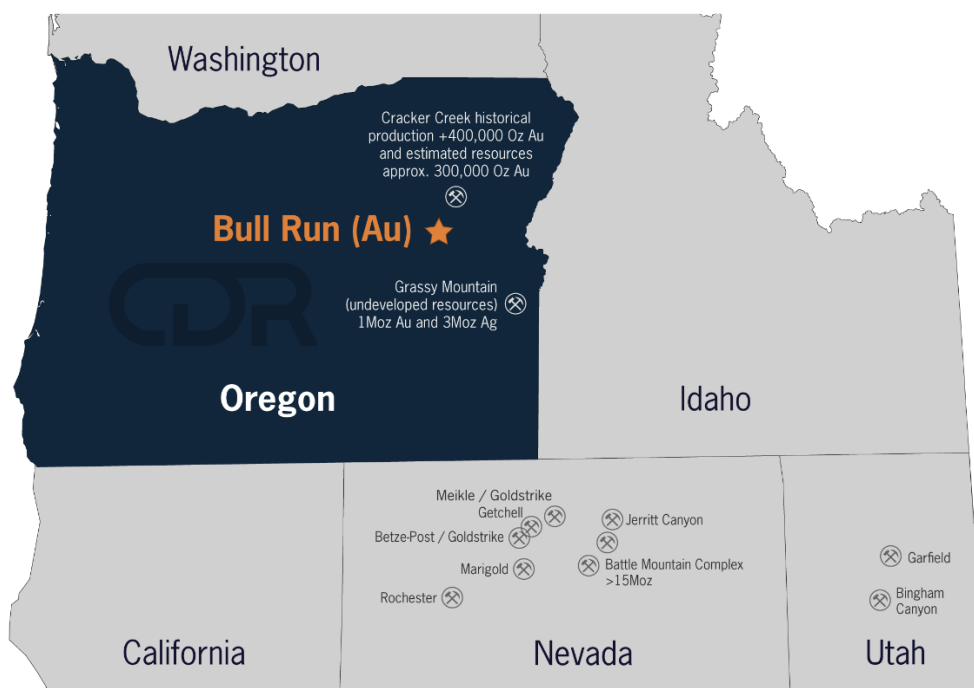 Washington
Cracker Creek historical
production +400,000 Oz Au
and estimated resources
approx. 300,000 Oz Au
Bull Run (Au)
Grassy Mountain
(undeveloped resources)
1Moz Au and 3Moz Ag
CDR
Oregon
Idaho
Meikle / Goldstrike
Getchell
Jerritt Canyon
Betze-Post / Goldstrike
Garfield
Marigold
Battle Mountain Complex
>15Moz
Rochester
Bingham
Canyon
California
Nevada
Utah